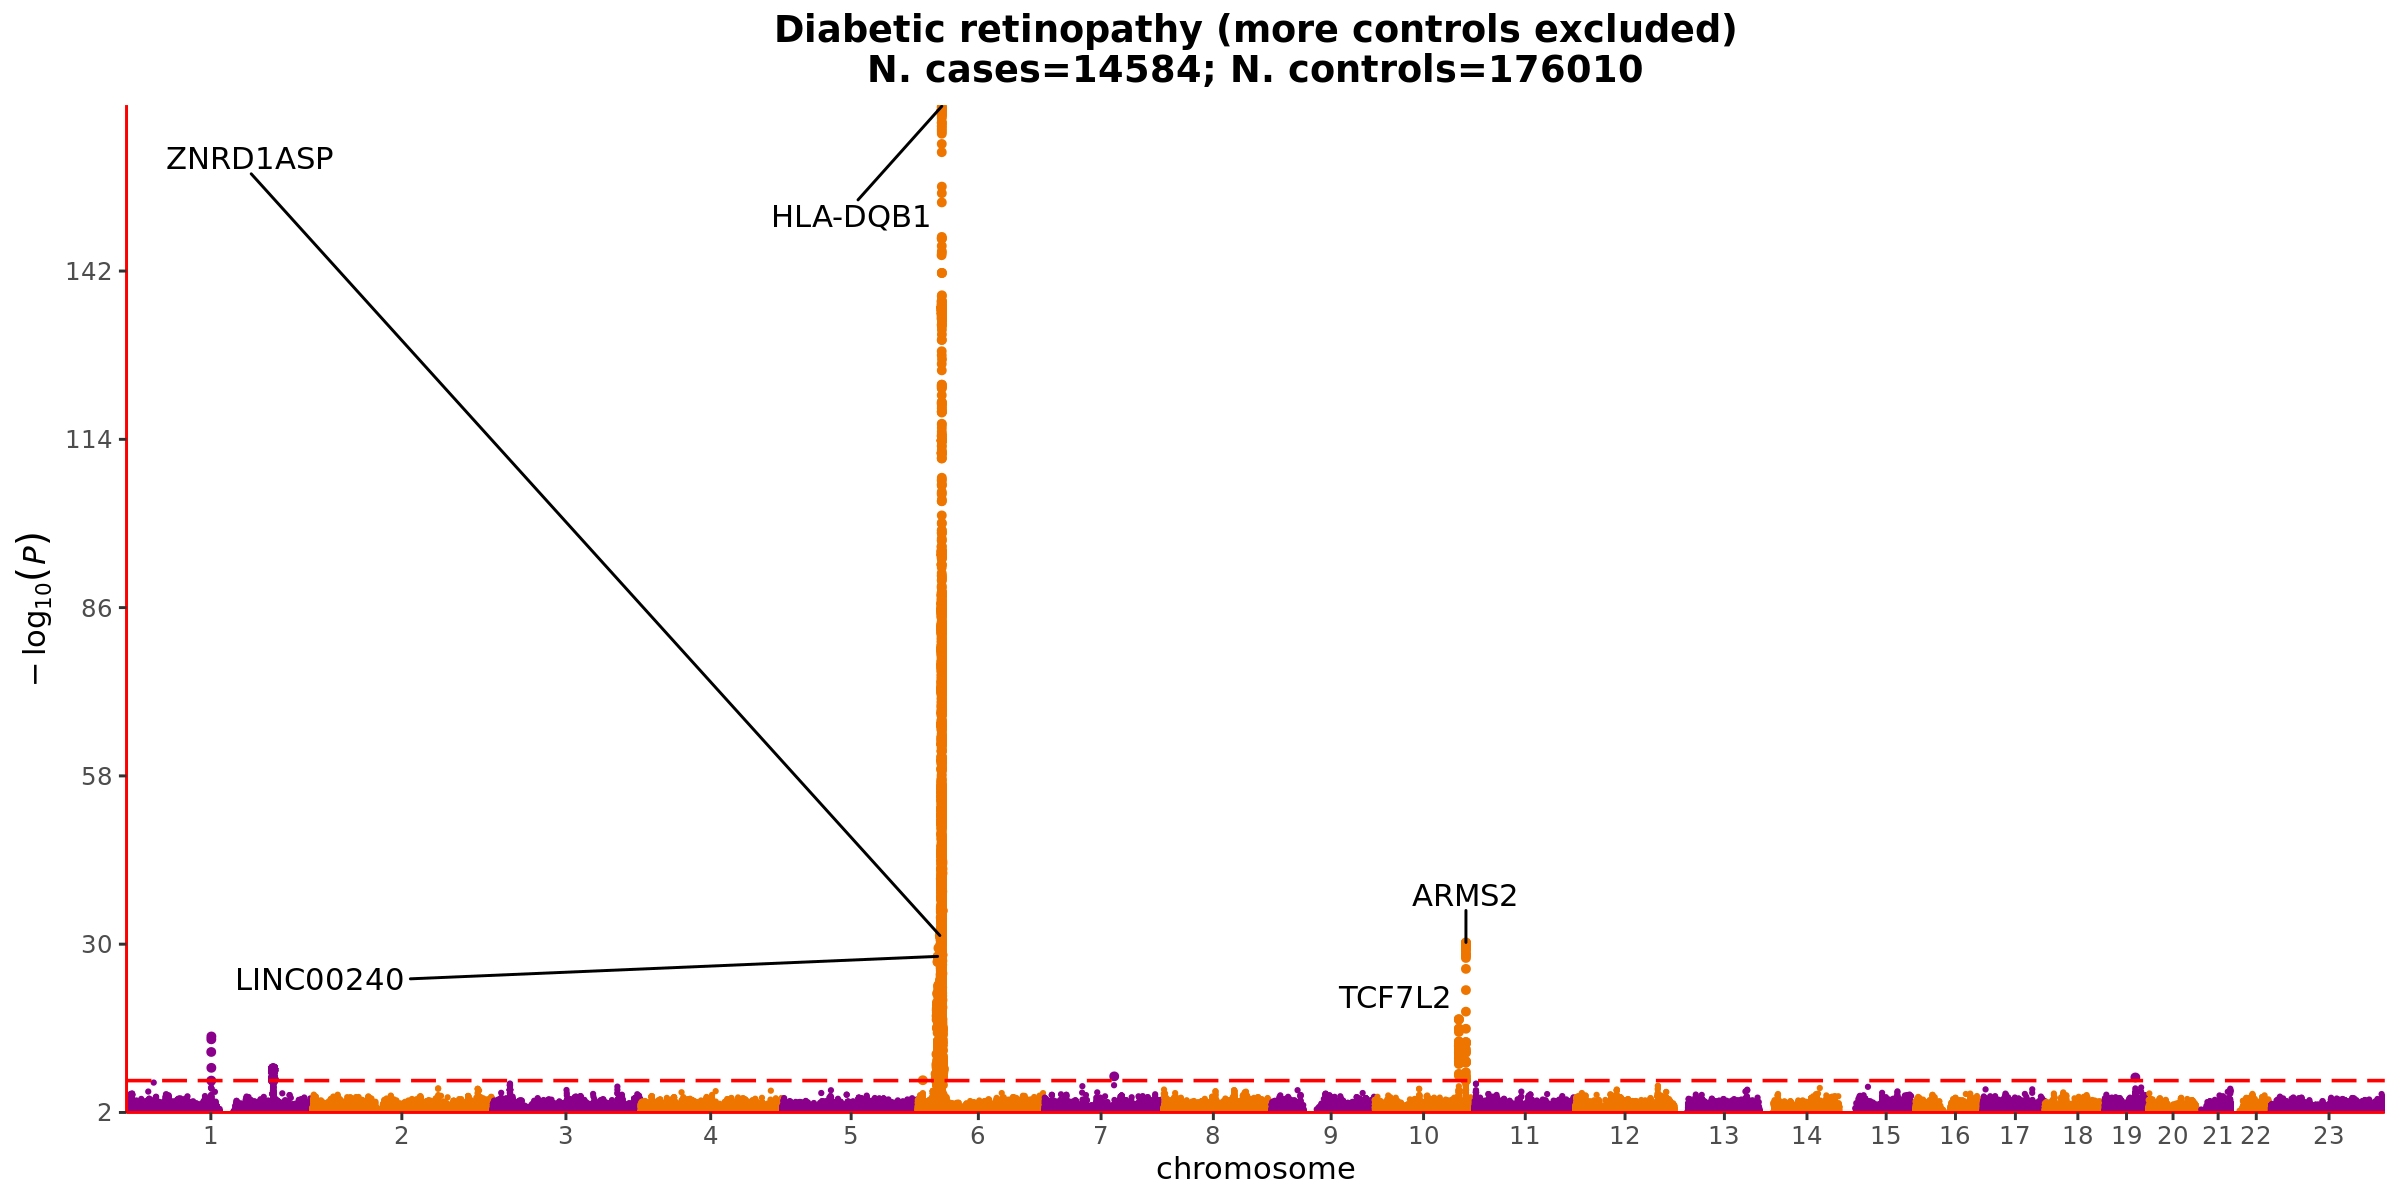 Diabetic retinopathy (more controls excluded)
N. cases=14584; N. controls=176010
ZNRD1ASP
HLA-DQB1
ARMS2
LINC00240
TCF7L2
142
114
86
58
30
2
−log10(P)
1 2 3 4 5 6 7 8 9 10 11 12 13 14 15 16 17 18 19 20 21 22 23
chromosome